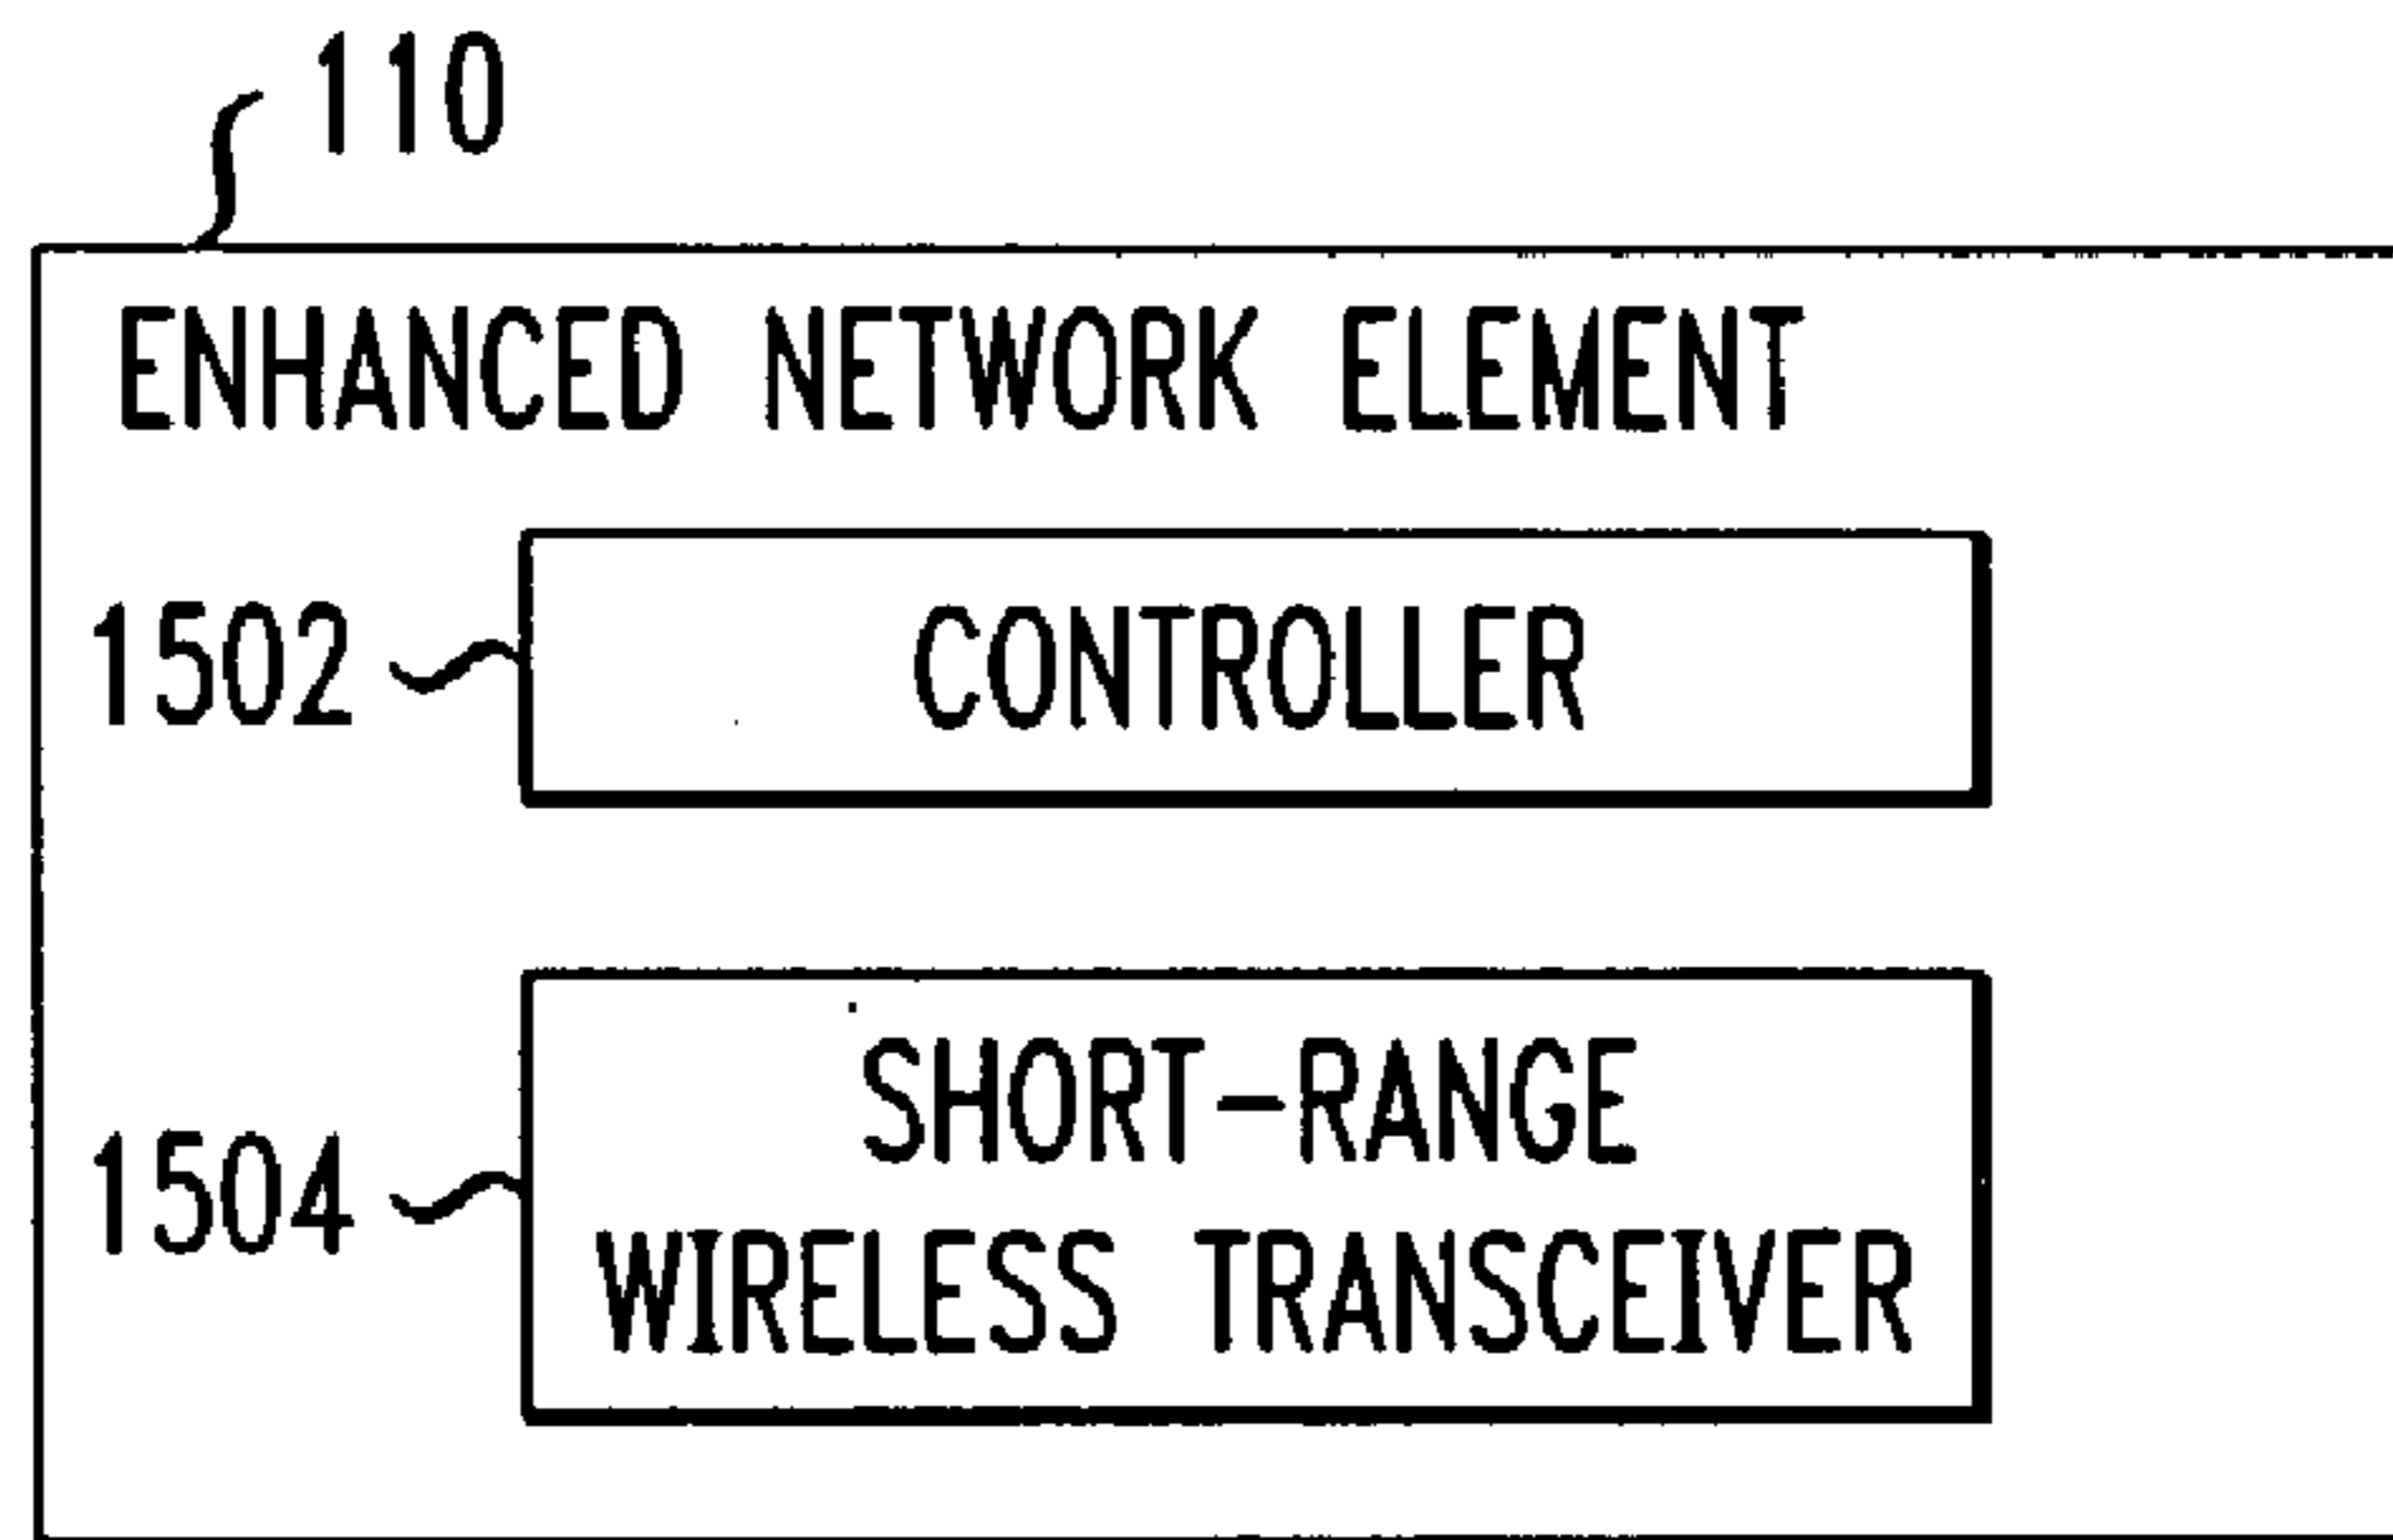 110
ENHANCED NETWORK ELEMENT
1502
CONTROLLER
1504
SHORT-RANGE
WIRELESS TRANSCEIVER